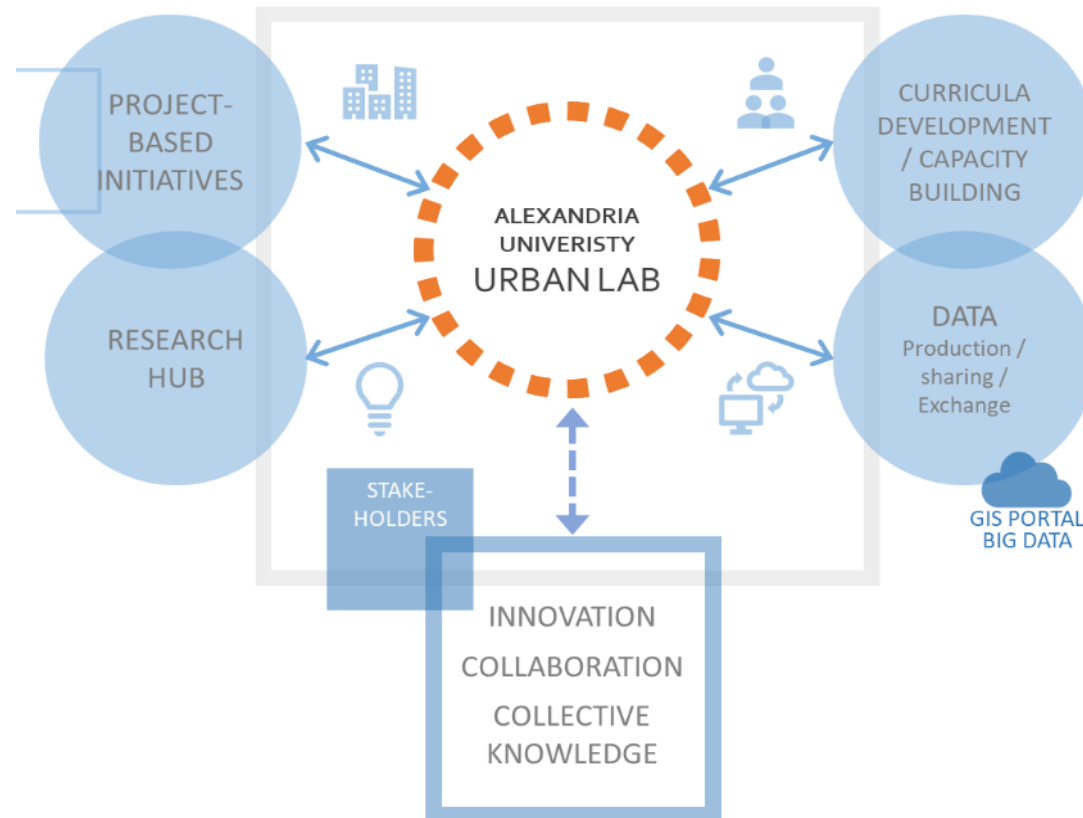 PROJECT-
BASED
INITIATIVES
CURRICULA
DEVELOPMENT
/ CAPACITY
BUILDING
ALEXANDRIA
UNIVERISTY
URBAN LAB
RESEARCH
HUB
DATA
Production /
sharing /
Exchange
STAKE-
HOLDERS
GIS PORTAL
BIG DATA
INNOVATION
COLLABORATION
COLLECTIVE
KNOWLEDGE